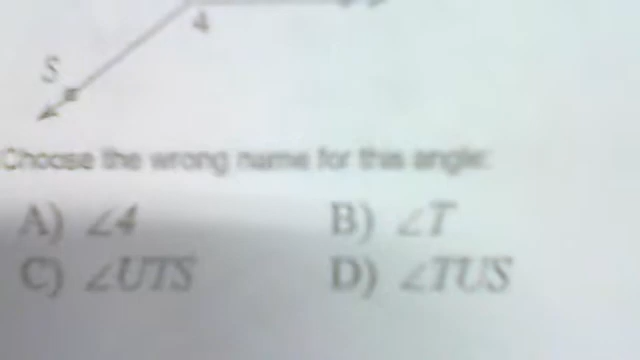 4
S
Choose the wrong name for this angle:
A) ∠4 B) ∠T
C) ∠UTS D) ∠TUS